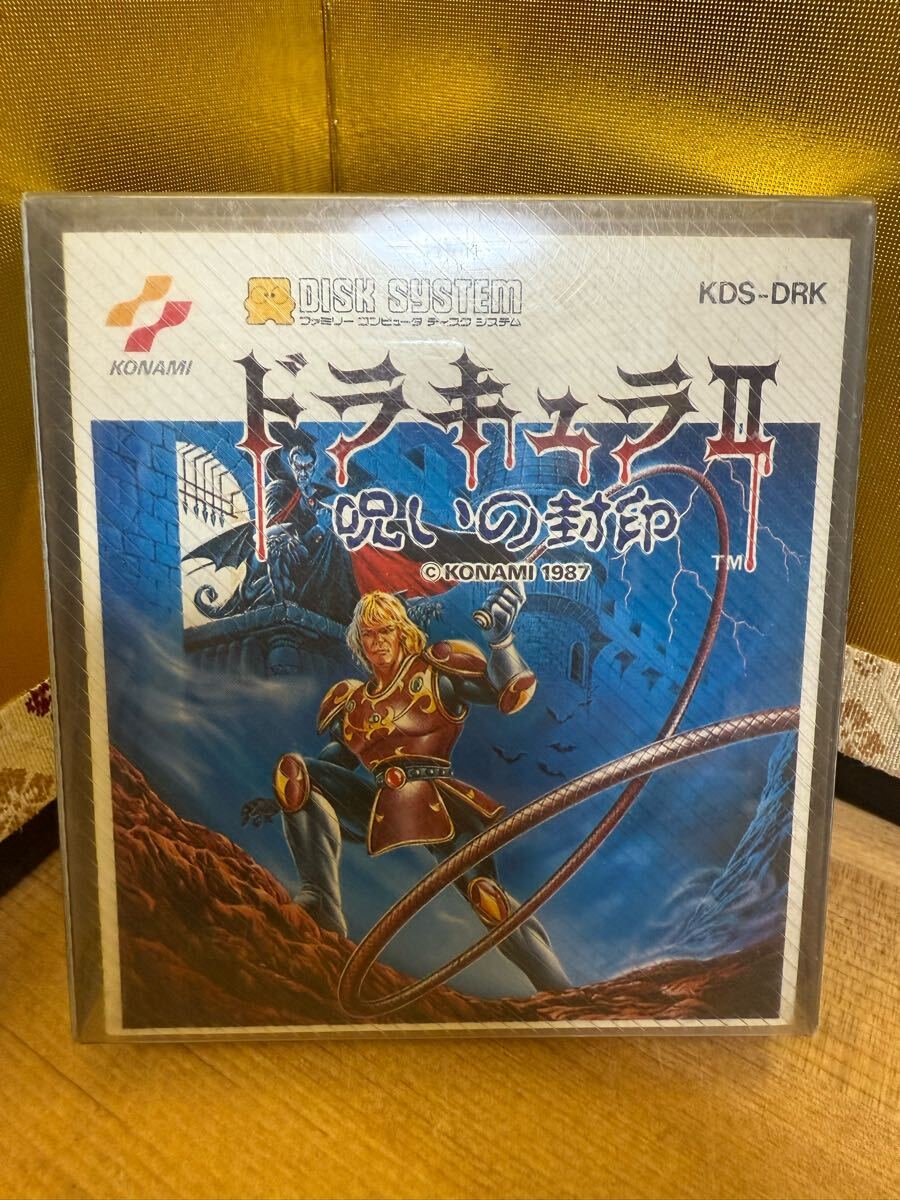 KONAMI
DISK SYSTEM
ファミリー コンピュータ ディスク システム
KDS-DRK
ドラキュラII
呪いの封印
TM
© KONAMI 1987